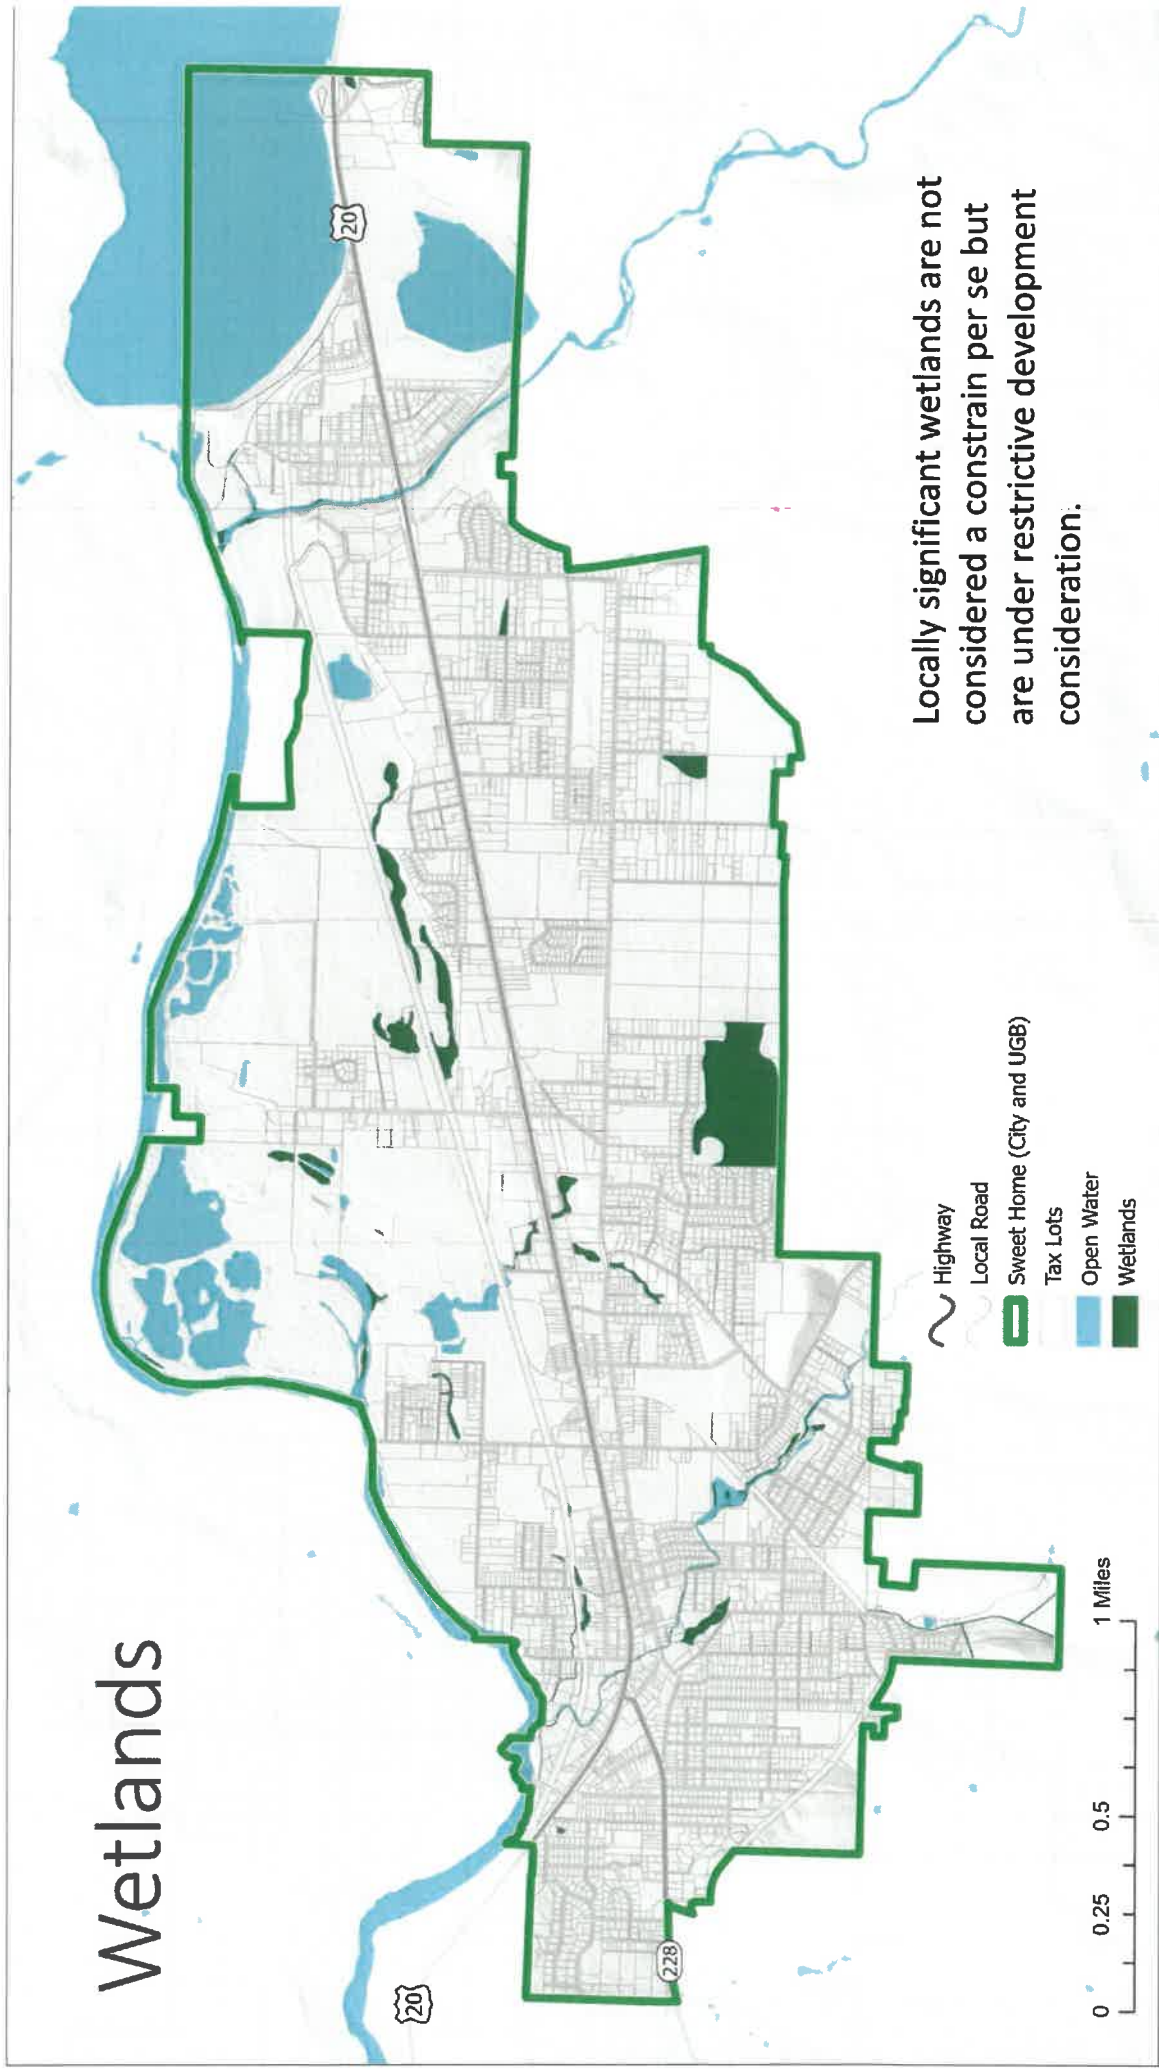 Wetlands
20
20
228
Locally significant wetlands are not
considered a constrain per se but
are under restrictive development
consideration.
Highway
Local Road
Sweet Home (City and UGB)
Tax Lots
Open Water
Wetlands
0 0.25 0.5 1 Miles